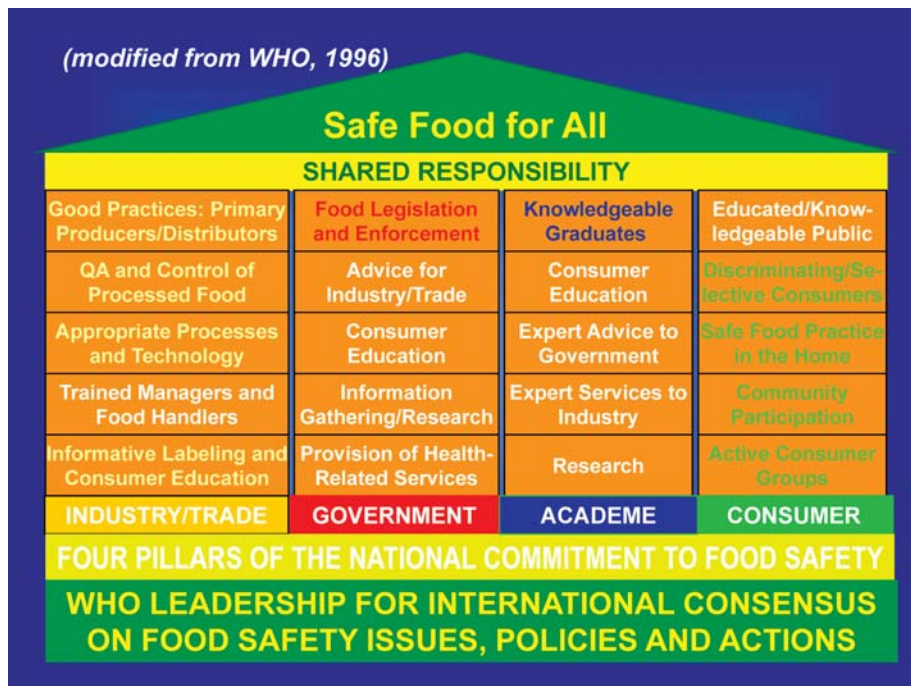 (modified from WHO, 1996)
Safe Food for All
SHARED RESPONSIBILITY
Good Practices: Primary
Producers/Distributors
Food Legislation
and Enforcement
Knowledgeable
Graduates
Educated/Know-
ledgeable Public
QA and Control of
Processed Food
Advice for
Industry/Trade
Consumer
Education
Discriminating/Se-
lective Consumers
Appropriate Processes
and Technology
Consumer
Education
Expert Advice to
Government
Safe Food Practice
in the Home
Trained Managers and
Food Handlers
Information
Gathering/Research
Expert Services to
Industry
Community
Participation
Informative Labeling and
Consumer Education
Provision of Health-
Related Services
Research
Active Consumer
Groups
INDUSTRY/TRADE
GOVERNMENT
ACADEME
CONSUMER
FOUR PILLARS OF THE NATIONAL COMMITMENT TO FOOD SAFETY
WHO LEADERSHIP FOR INTERNATIONAL CONSENSUS
ON FOOD SAFETY ISSUES, POLICIES AND ACTIONS